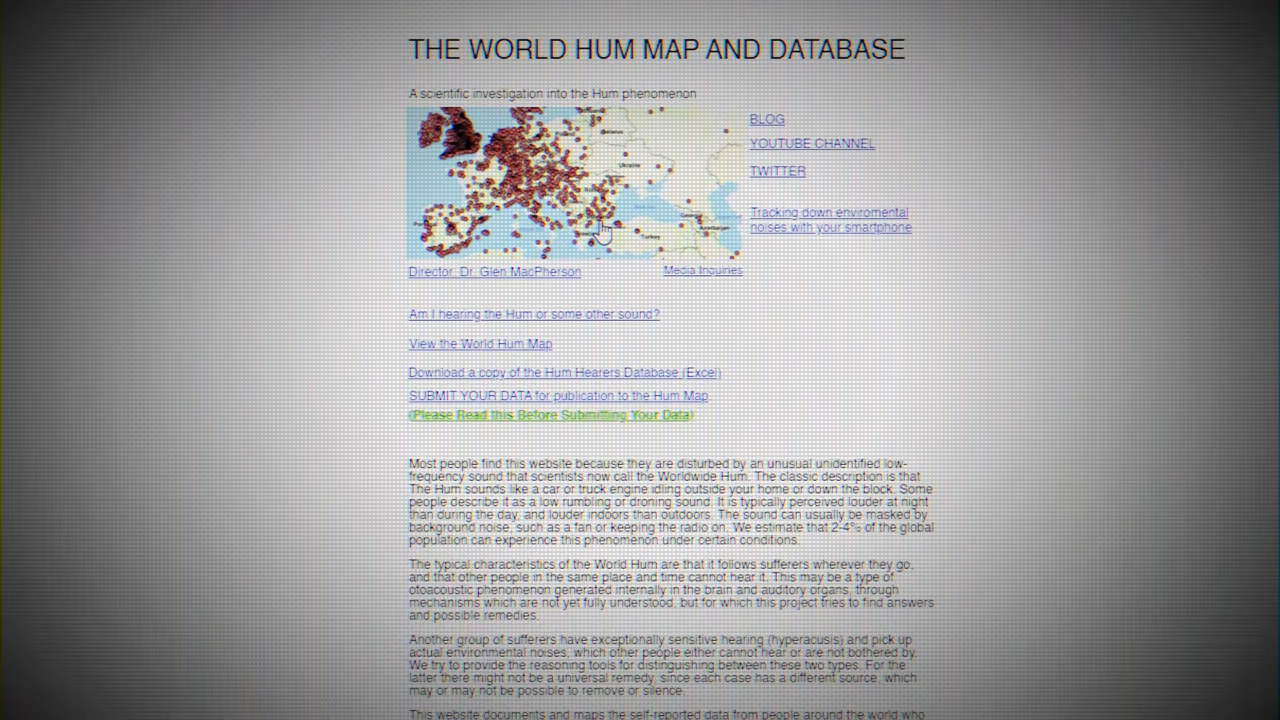 THE WORLD HUM MAP AND DATABASE
A scientific investigation into the Hum phenomenon
BLOG
YOUTUBE CHANNEL
TWITTER
Belarus
Ukraine
Turkey
Azerbaijan
Tracking down enviromental
noises with your smartphone
Director: Dr. Glen MacPherson
Media Inquiries
Am I hearing the Hum or some other sound?
View the World Hum Map
Download a copy of the Hum Hearers Database (Excel)
SUBMIT YOUR DATA for publication to the Hum Map.
(Please Read this Before Submitting Your Data)
Most people find this website because they are disturbed by an unusual unidentified low-
frequency sound that scientists now call the Worldwide Hum. The classic description is that
The Hum sounds like a car or truck engine idling outside your home or down the block. Some
people describe it as a low rumbling or droning sound. It is typically perceived louder at night
than during the day, and louder indoors than outdoors. The sound can usually be masked by
background noise, such as a fan or keeping the radio on. We estimate that 2-4% of the global
population can experience this phenomenon under certain conditions.
The typical characteristics of the World Hum are that it follows sufferers wherever they go,
and that other people in the same place and time cannot hear it. This may be a type of
otoacoustic phenomenon generated internally in the brain and auditory organs, through
mechanisms which are not yet fully understood, but for which this project tries to find answers
and possible remedies.
Another group of sufferers have exceptionally sensitive hearing (hyperacusis) and pick up
actual environmental noises, which other people either cannot hear or are not bothered by.
We try to provide the reasoning tools for distinguishing between these two types. For the
latter there might not be a universal remedy, since each case has a different source, which
may or may not be possible to remove or silence.
This website documents and maps the self-reported data from people around the world who